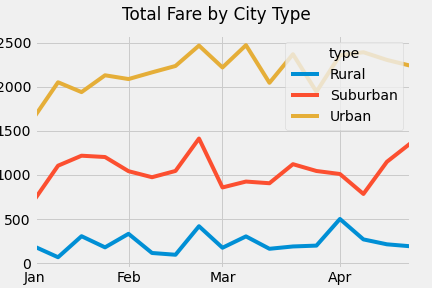 Total Fare by City Type
2500
2000
1500
1000
500
0
Jan
Feb
Mar
Apr
type
Rural
Suburban
Urban